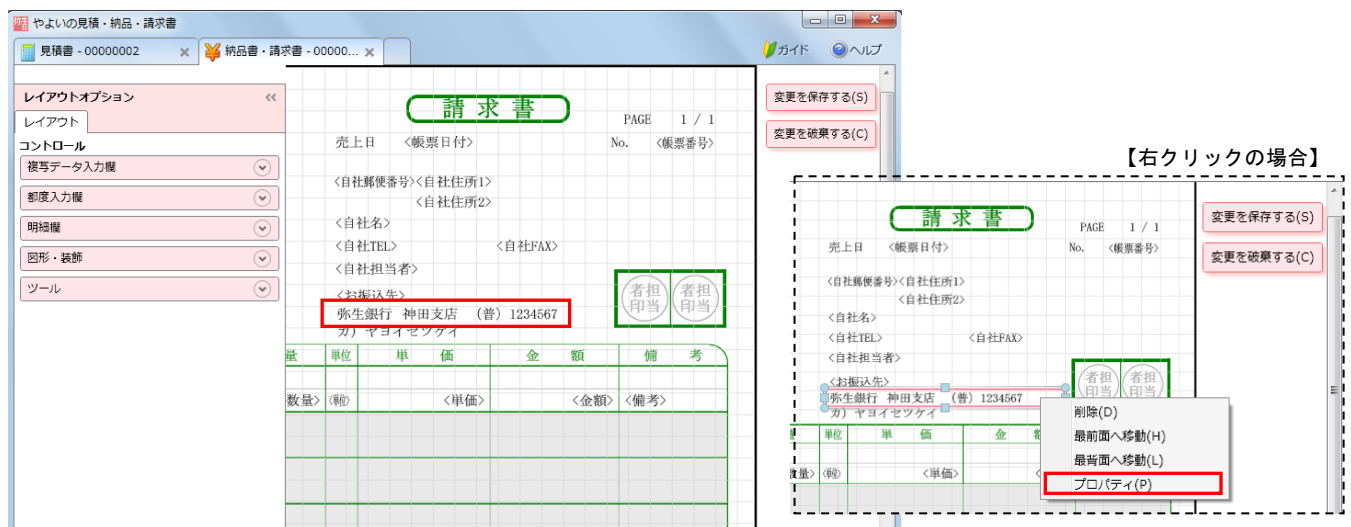 やよいの見積・納品・請求書
見積書 - 00000002
納品書・請求書 - 00000...
ガイド
ヘルプ
レイアウトオプション
レイアウト
コントロール
複写データ入力欄
都度入力欄
明細欄
図形・装飾
ツール
請求書
PAGE 1 / 1
売上日 <帳票日付> No. <帳票番号>
<自社郵便番号><自社住所1>
<自社住所2>
<自社名>
<自社TEL> <自社FAX>
<自社担当者>
<お振込先>
弥生銀行 神田支店 (普) 1234567
カ) ヤヨイセツケイ
者印 担当
者印 担当
量 単位 単 価 金 額 備 考
数量> <単価> <金額> <備考>
変更を保存する(S)
変更を破棄する(C)
【右クリックの場合】
請求書
PAGE 1 / 1
売上日 <帳票日付> No. <帳票番号>
<自社郵便番号><自社住所1>
<自社住所2>
<自社名>
<自社TEL> <自社FAX>
<自社担当者>
<お振込先>
弥生銀行 神田支店 (普) 1234567
カ) ヤヨイセツケイ
者印 担当
者印 担当
単位 単 価 金
数量> <単価>
削除(D)
最前面へ移動(H)
最背面へ移動(L)
プロパティ(P)
変更を保存する(S)
変更を破棄する(C)